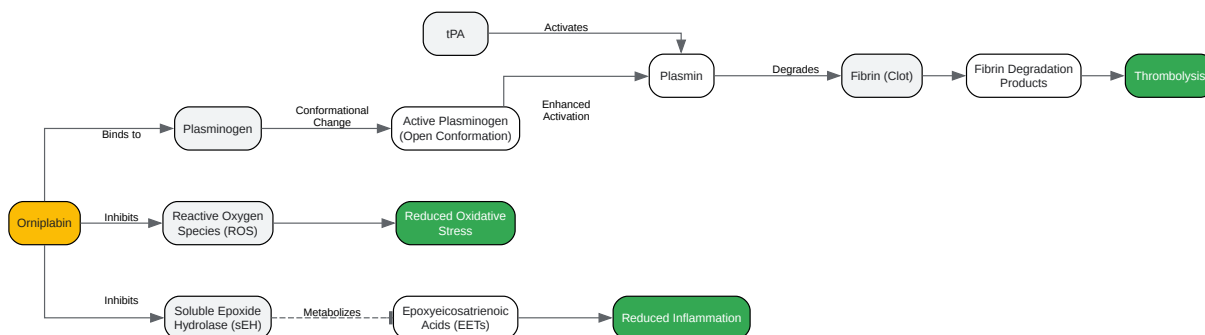 tPA
Activates
Plasmin
Degrades
Fibrin (Clot)
Fibrin Degradation
Products
Thrombolysis
Enhanced
Activation
Conformational
Change
Binds to
Plasminogen
Active Plasminogen
(Open Conformation)
Orniplabin
Inhibits
Reactive Oxygen
Species (ROS)
Reduced Oxidative
Stress
Inhibits
Soluble Epoxide
Hydrolase (sEH)
Metabolizes
Epoxyeicosatrienoic
Acids (EETs)
Reduced Inflammation